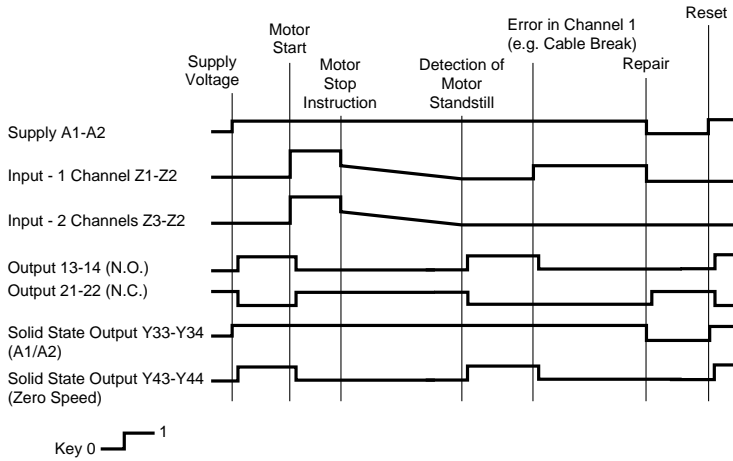 Supply
Voltage
Motor
Start
Motor
Stop
Instruction
Detection of
Motor
Standstill
Error in Channel 1
(e.g. Cable Break)
Repair
Reset
Supply A1-A2
Input - 1 Channel Z1-Z2
Input - 2 Channels Z3-Z2
Output 13-14 (N.O.)
Output 21-22 (N.C.)
Solid State Output Y33-Y34
(A1/A2)
Solid State Output Y43-Y44
(Zero Speed)
Key 0
1